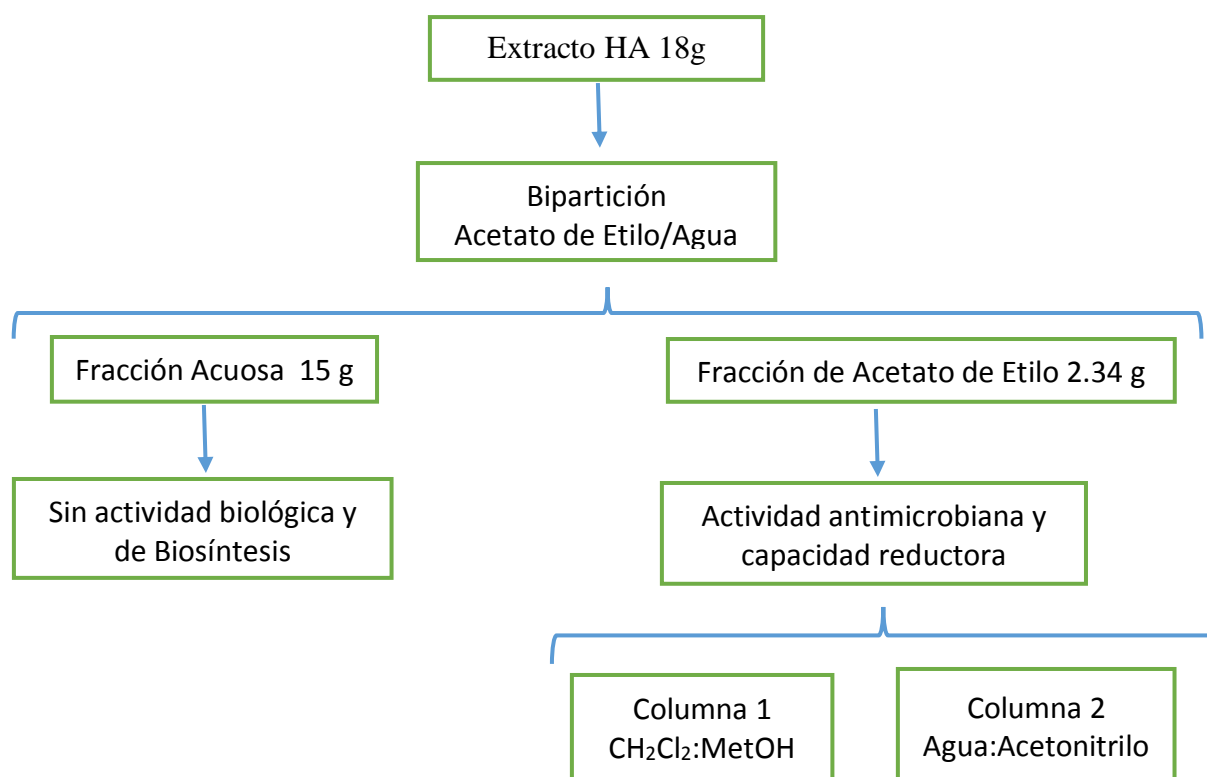 Extracto HA 18g
Bipartición
Acetato de Etilo/Agua
Fracción Acuosa 15 g
Fracción de Acetato de Etilo 2.34 g
Sin actividad biológica y
de Biosíntesis
Actividad antimicrobiana y
capacidad reductora
Columna 1
CH₂Cl₂:MetOH
Columna 2
Agua:Acetonitrilo